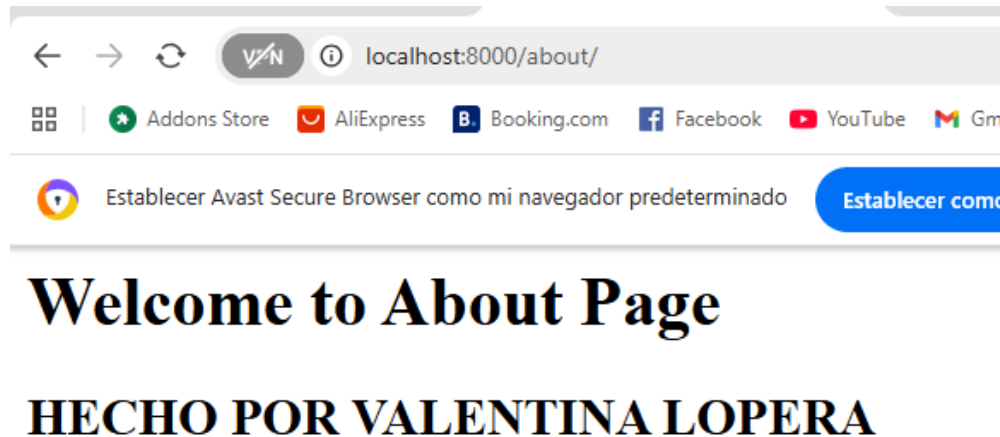 VPN localhost:8000/about/
Addons Store AliExpress B. Booking.com Facebook YouTube Gm
Establecer Avast Secure Browser como mi navegador predeterminado Establecer como
Welcome to About Page
HECHO POR VALENTINA LOPERA